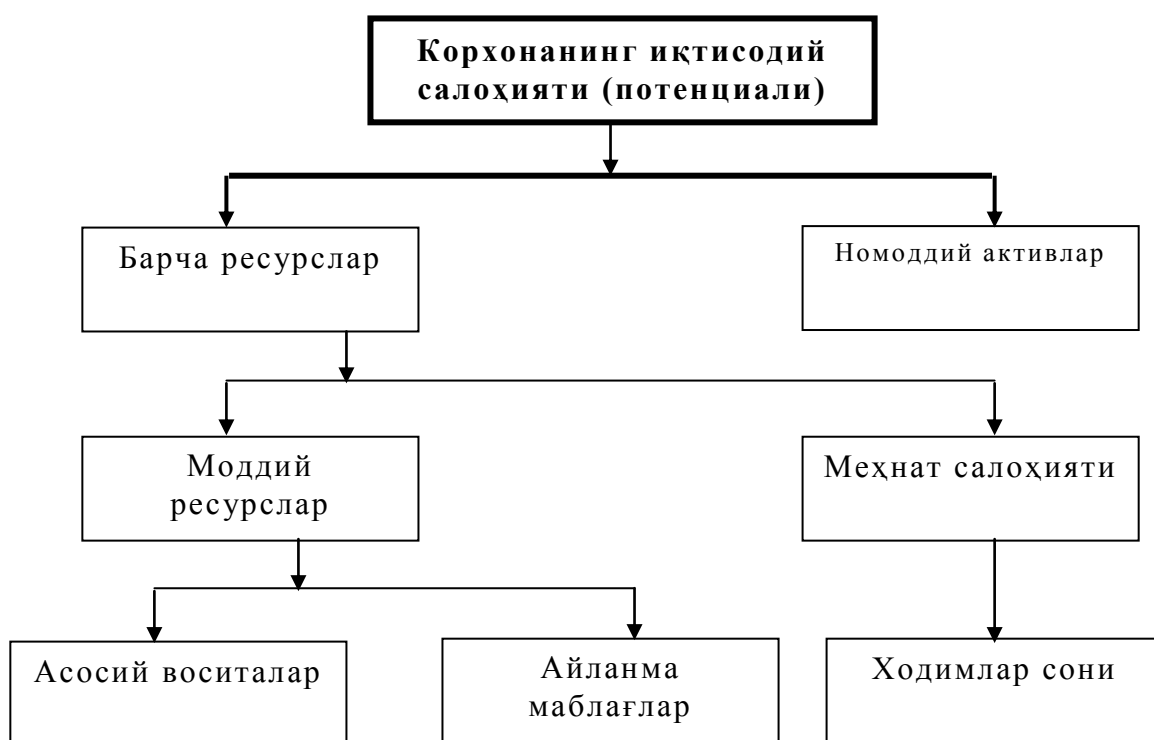 Корхонанинг иқтисодий
салоҳияти (потенциали)
Барча ресурслар
Номоддий активлар
Моддий
ресурслар
Меҳнат салоҳияти
Асосий воситалар
Айланма
маблағлар
Ходимлар сони